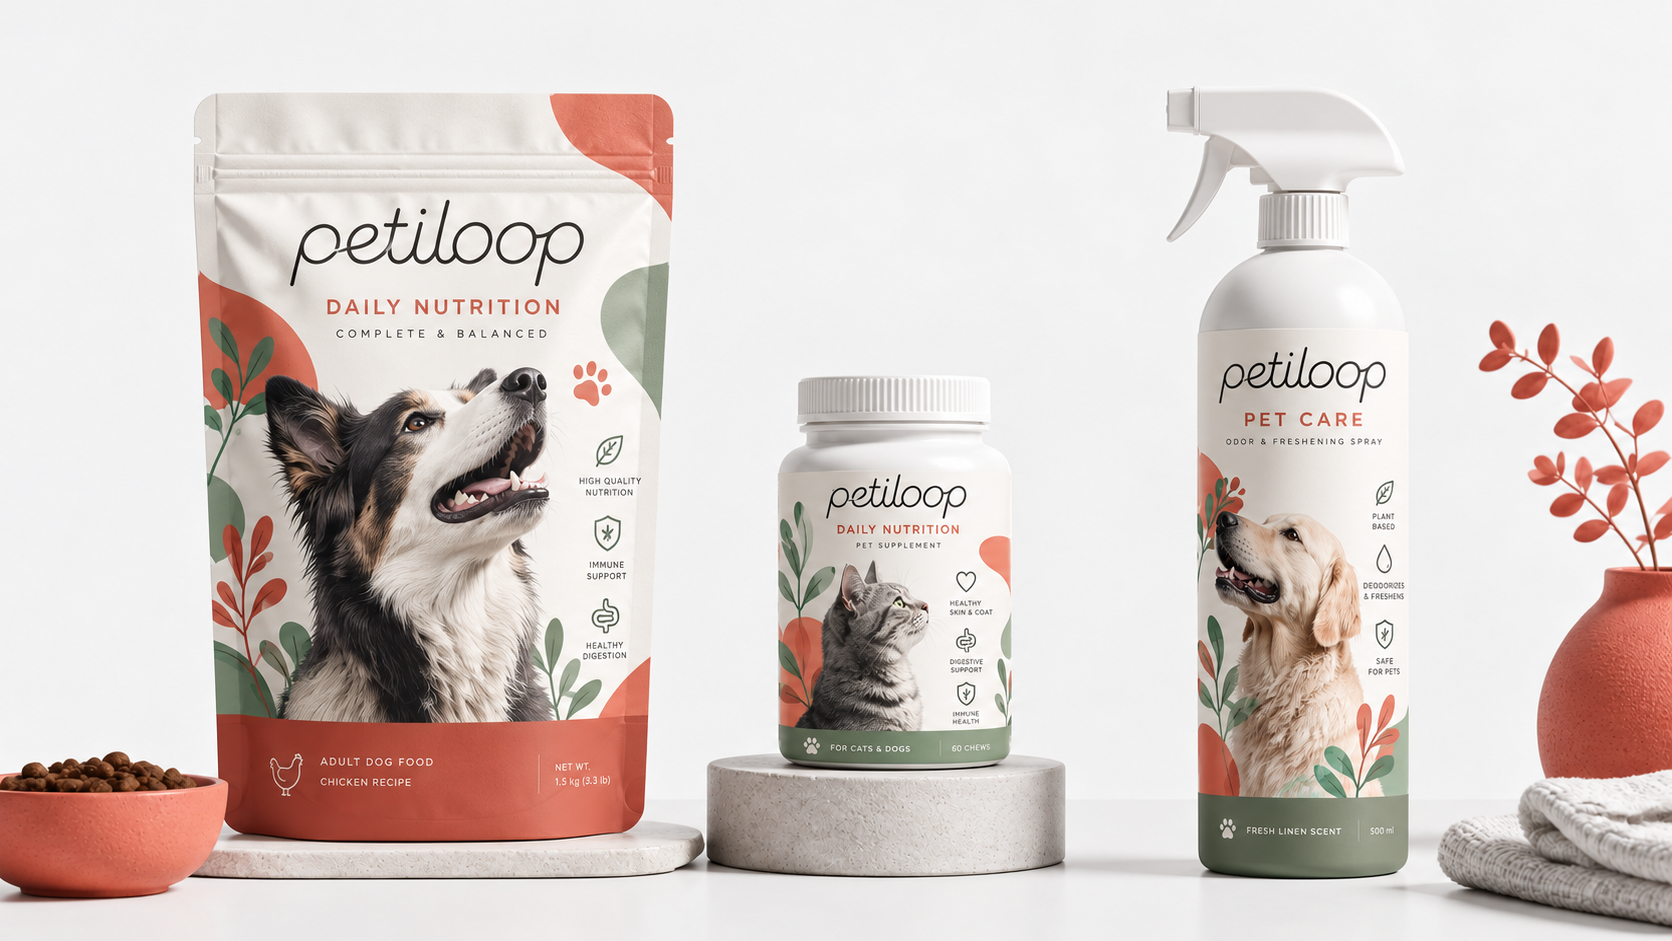 petiloop
DAILY NUTRITION
COMPLETE & BALANCED
HIGH QUALITY
NUTRITION
IMMUNE
SUPPORT
HEALTHY
DIGESTION
ADULT DOG FOOD
CHICKEN RECIPE
NET WT.
1.5 kg (3.3 lb)
petiloop
DAILY NUTRITION
PET SUPPLEMENT
HEALTHY
SKIN & COAT
DIGESTIVE
SUPPORT
IMMUNE
HEALTH
FOR CATS & DOGS
60 CHEWS
petiloop
PET CARE
ODOR & FRESHENING SPRAY
PLANT
BASED
DEODORIZES
& FRESHENS
SAFE
FOR PETS
FRESH LINEN SCENT
500 ml